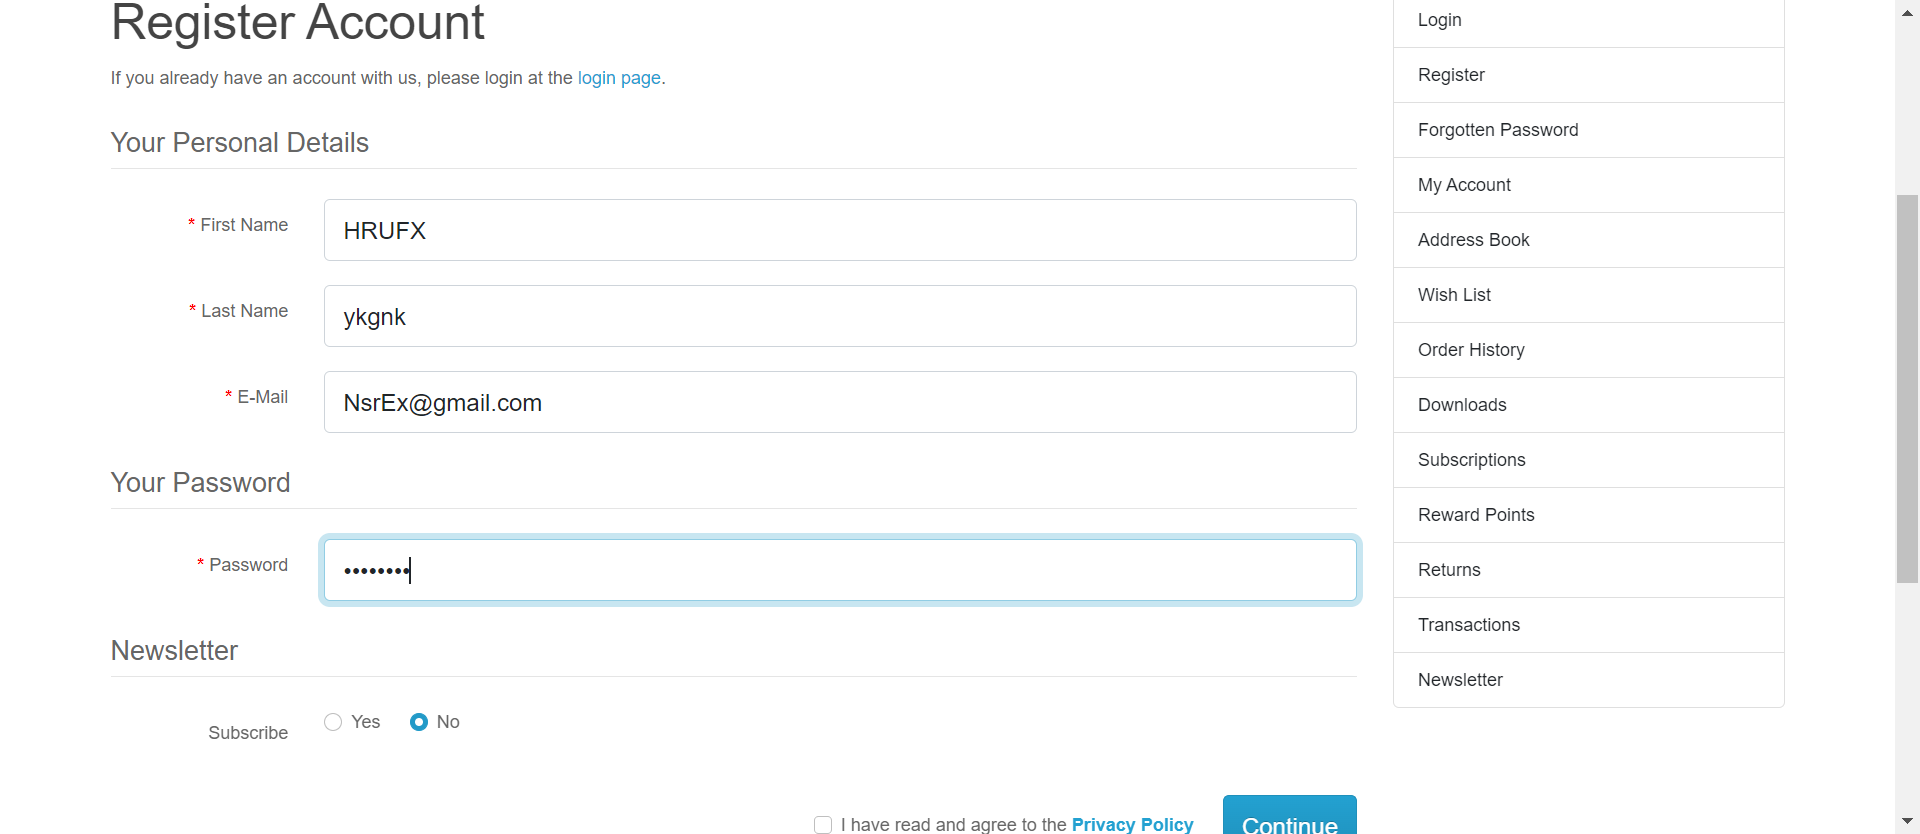 Register Account
If you already have an account with us, please login at the login page.
Your Personal Details
* First Name
HRUFX
* Last Name
ykgnk
* E-Mail
NsrEx@gmail.com
Your Password
* Password
••••••••
Newsletter
Subscribe
Yes
No
I have read and agree to the Privacy Policy
Continue
Login
Register
Forgotten Password
My Account
Address Book
Wish List
Order History
Downloads
Subscriptions
Reward Points
Returns
Transactions
Newsletter